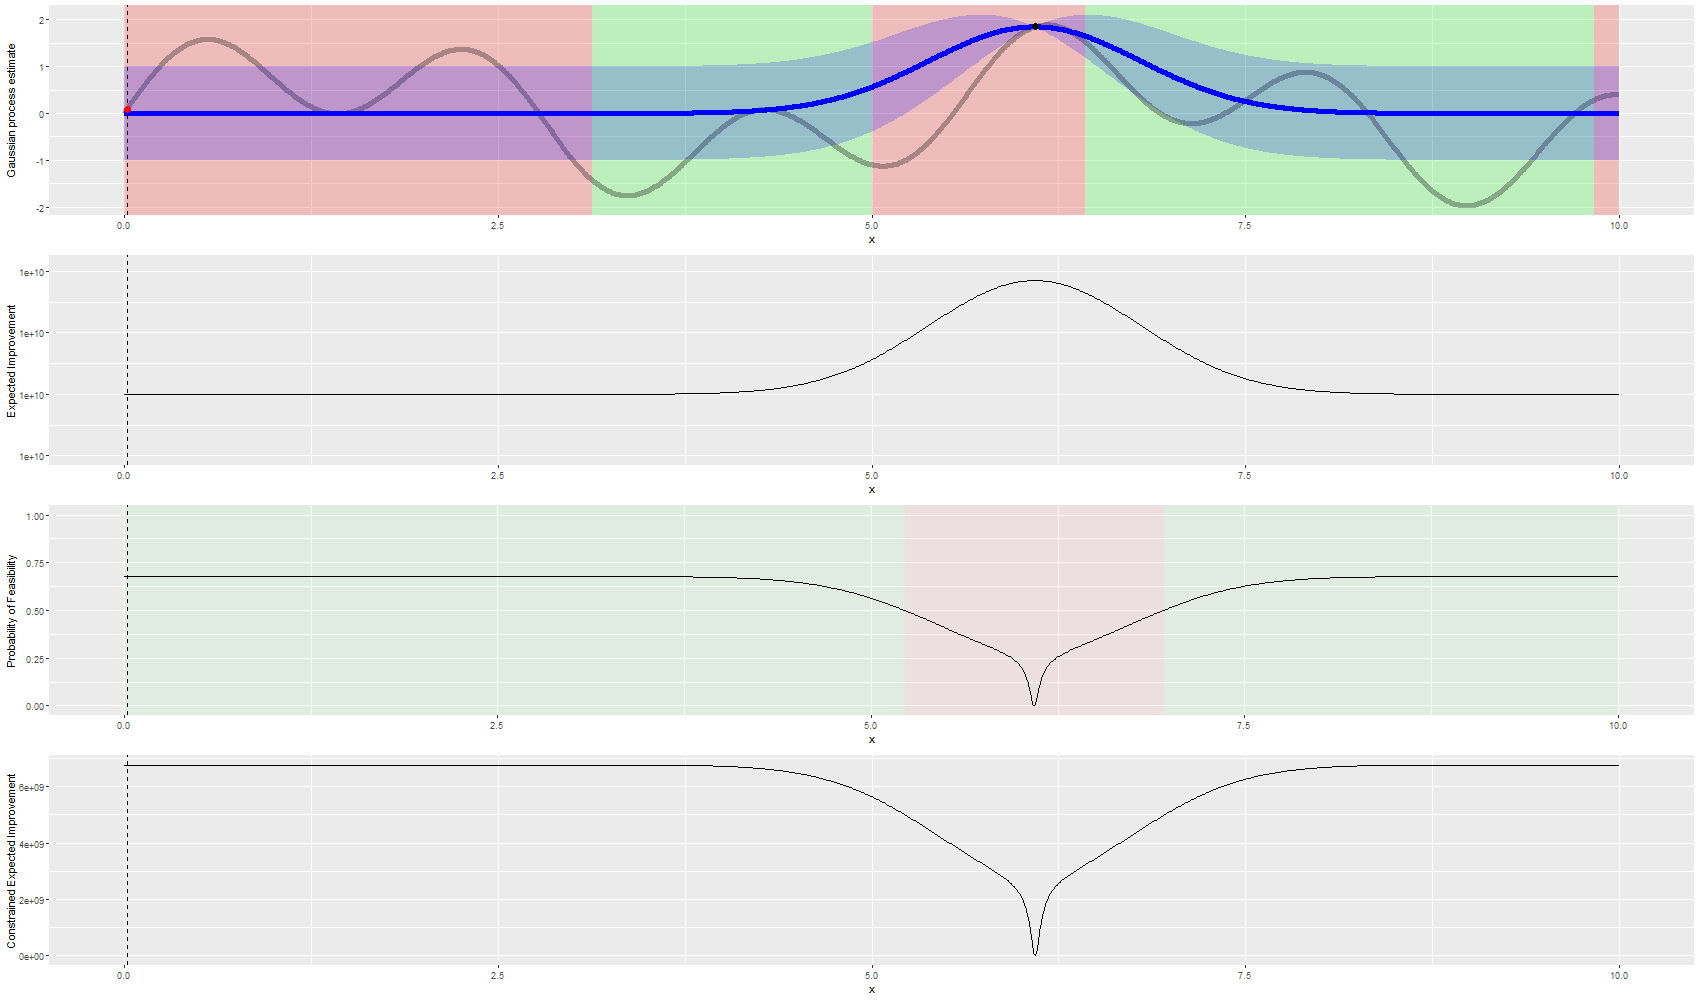 Gaussian process estimate
2
1
0
-1
-2
0.0 2.5 5.0 7.5 10.0
x
Expected Improvement
1e+10
1e+10
1e+10
1e+10
0.0 2.5 5.0 7.5 10.0
x
Probability of Feasibility
1.00
0.75
0.50
0.25
0.00
0.0 2.5 5.0 7.5 10.0
x
Constrained Expected Improvement
6e+09
4e+09
2e+09
0e+00
0.0 2.5 5.0 7.5 10.0
x